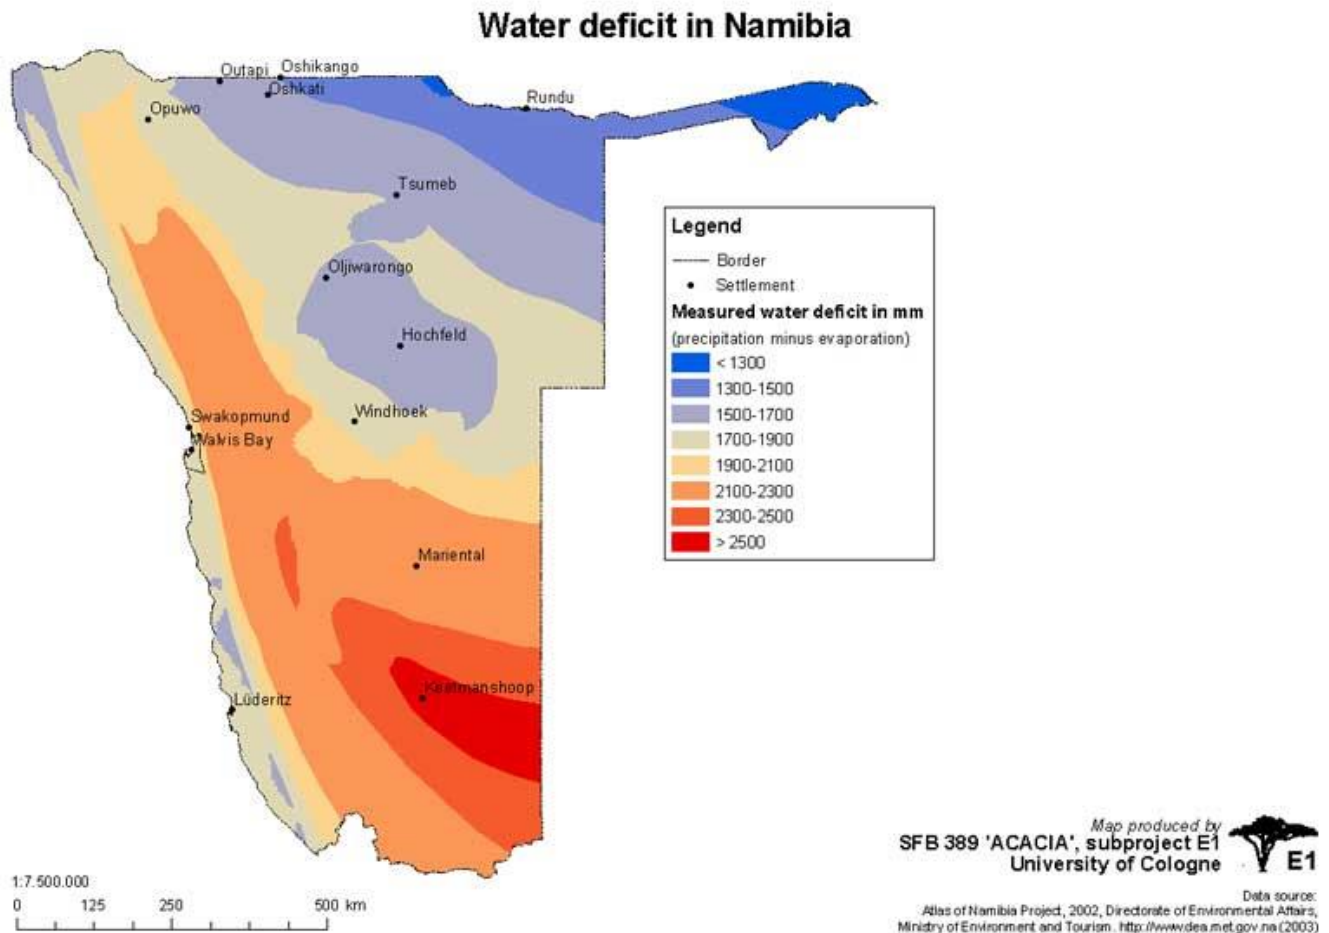 Water deficit in Namibia
Outapi
Oshikango
Oshkati
Opuwo
Rundu
Tsumeb
Oljiwarongo
Hochfeld
Swakopmund
Walvis Bay
Windhoek
Mariental
Keetmanshoop
Lüderitz
Legend
Border
Settlement
Measured water deficit in mm
(precipitation minus evaporation)
< 1300
1300-1500
1500-1700
1700-1900
1900-2100
2100-2300
2300-2500
> 2500
1:7.500.000
0 125 250 500 km
Map produced by
SFB 389 'ACACIA', subproject E1
University of Cologne
E1
Data source:
Atlas of Namibia Project, 2002, Directorate of Environmental Affairs,
Ministry of Environment and Tourism. http://www.dea.met.gov.na (2003)